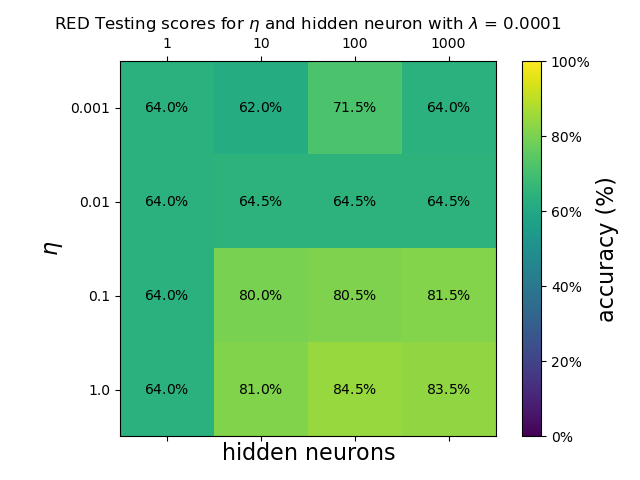 RED Testing scores for η and hidden neuron with λ = 0.0001
1 10 100 1000
0.001 64.0% 62.0% 71.5% 64.0%
0.01 64.0% 64.5% 64.5% 64.5%
0.1 64.0% 80.0% 80.5% 81.5%
1.0 64.0% 81.0% 84.5% 83.5%
η
hidden neurons
100%
80%
60%
40%
20%
0%
accuracy (%)